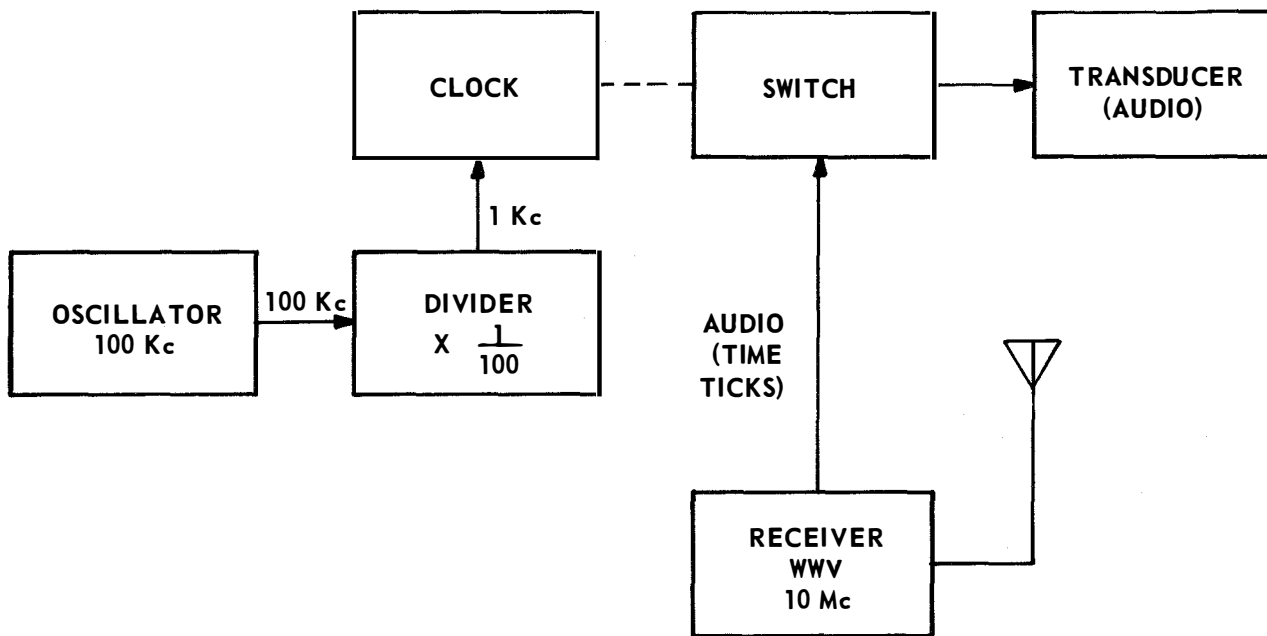 CLOCK
SWITCH
TRANSDUCER
(AUDIO)
1 Kc
OSCILLATOR
100 Kc
100 Kc
DIVIDER
X 1/100
AUDIO
(TIME
TICKS)
RECEIVER
WWV
10 Mc